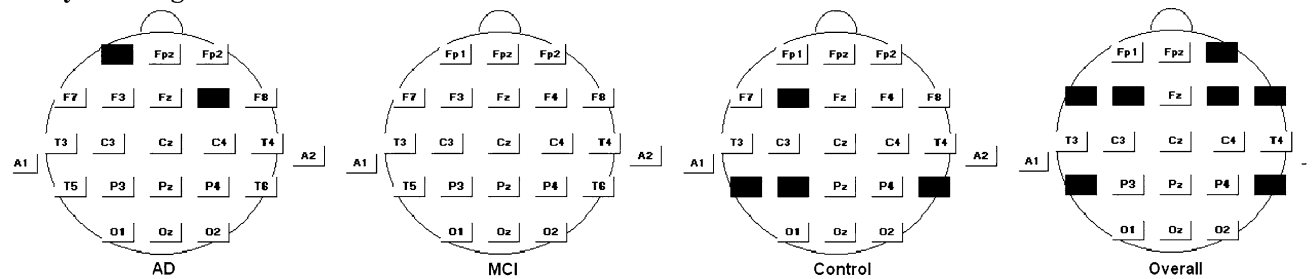 Fpz Fp2
F7 F3 Fz F8
T3 C3 Cz C4 T4
A1 A2
T5 P3 Pz P4 T6
O1 Oz O2
AD
Fp1 Fpz Fp2
F7 F3 Fz F4 F8
T3 C3 Cz C4 T4
A1 A2
T5 P3 Pz P4 T6
O1 Oz O2
MCI
Fp1 Fpz Fp2
F7 Fz F4 F8
T3 C3 Cz C4 T4
A1 A2
Pz P4
O1 Oz O2
Control
Fp1 Fpz
Fz
T3 C3 Cz C4 T4
A1
P3 Pz P4
O1 Oz O2
Overall